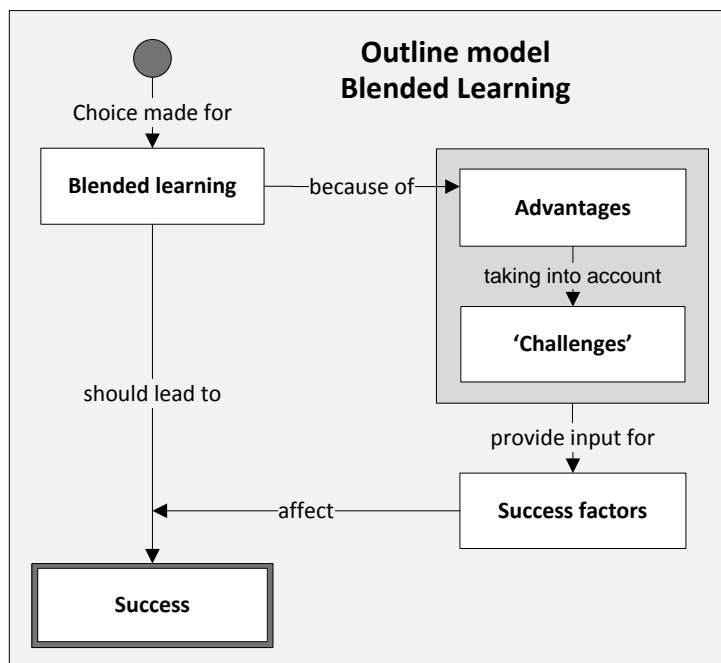 Outline model
Blended Learning
Choice made for
Blended learning
because of
Advantages
taking into account
‘Challenges’
should lead to
provide input for
affect
Success factors
Success